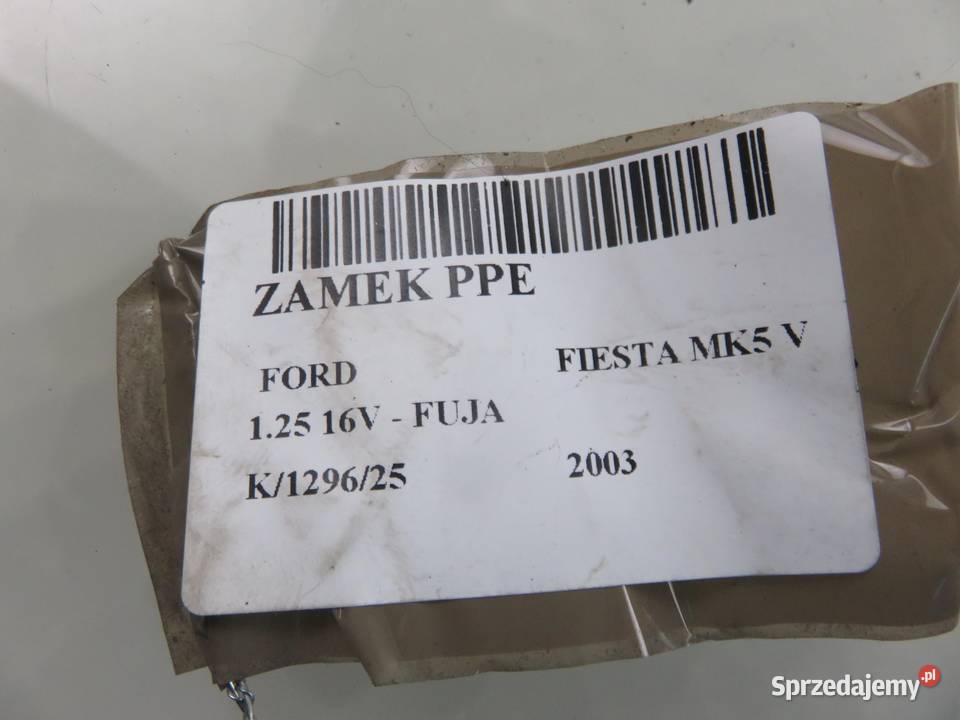 ZAMEK PPE
FORD FIESTA MK5 V
1.25 16V - FUJA
K/1296/25 2003
Sprzedajemy.pl